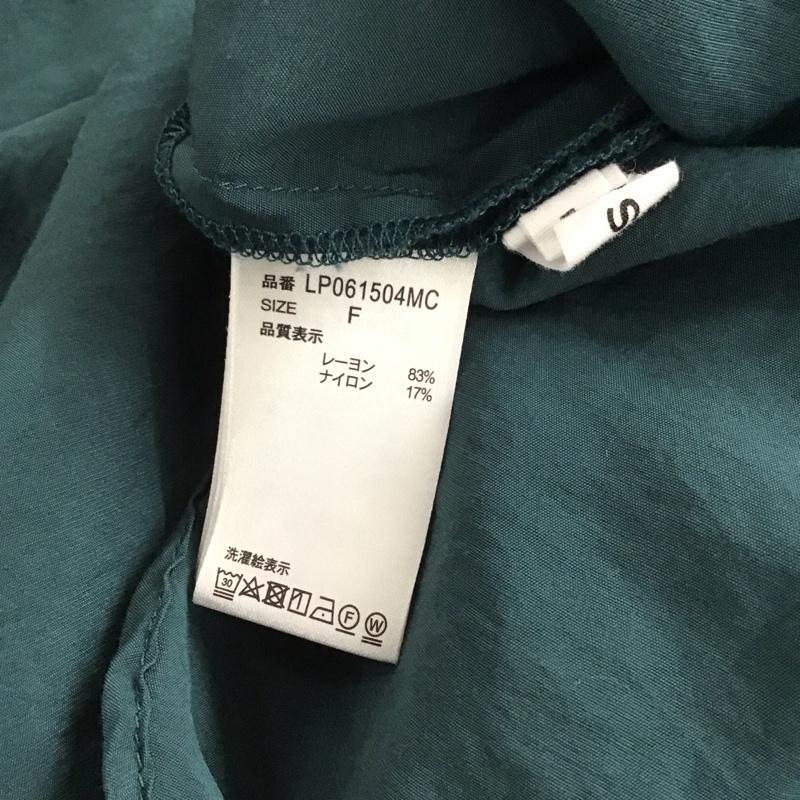 品番 LP061504MC
SIZE F
品質表示
レーヨン 83%
ナイロン 17%
洗濯絵表示
30 F W
S